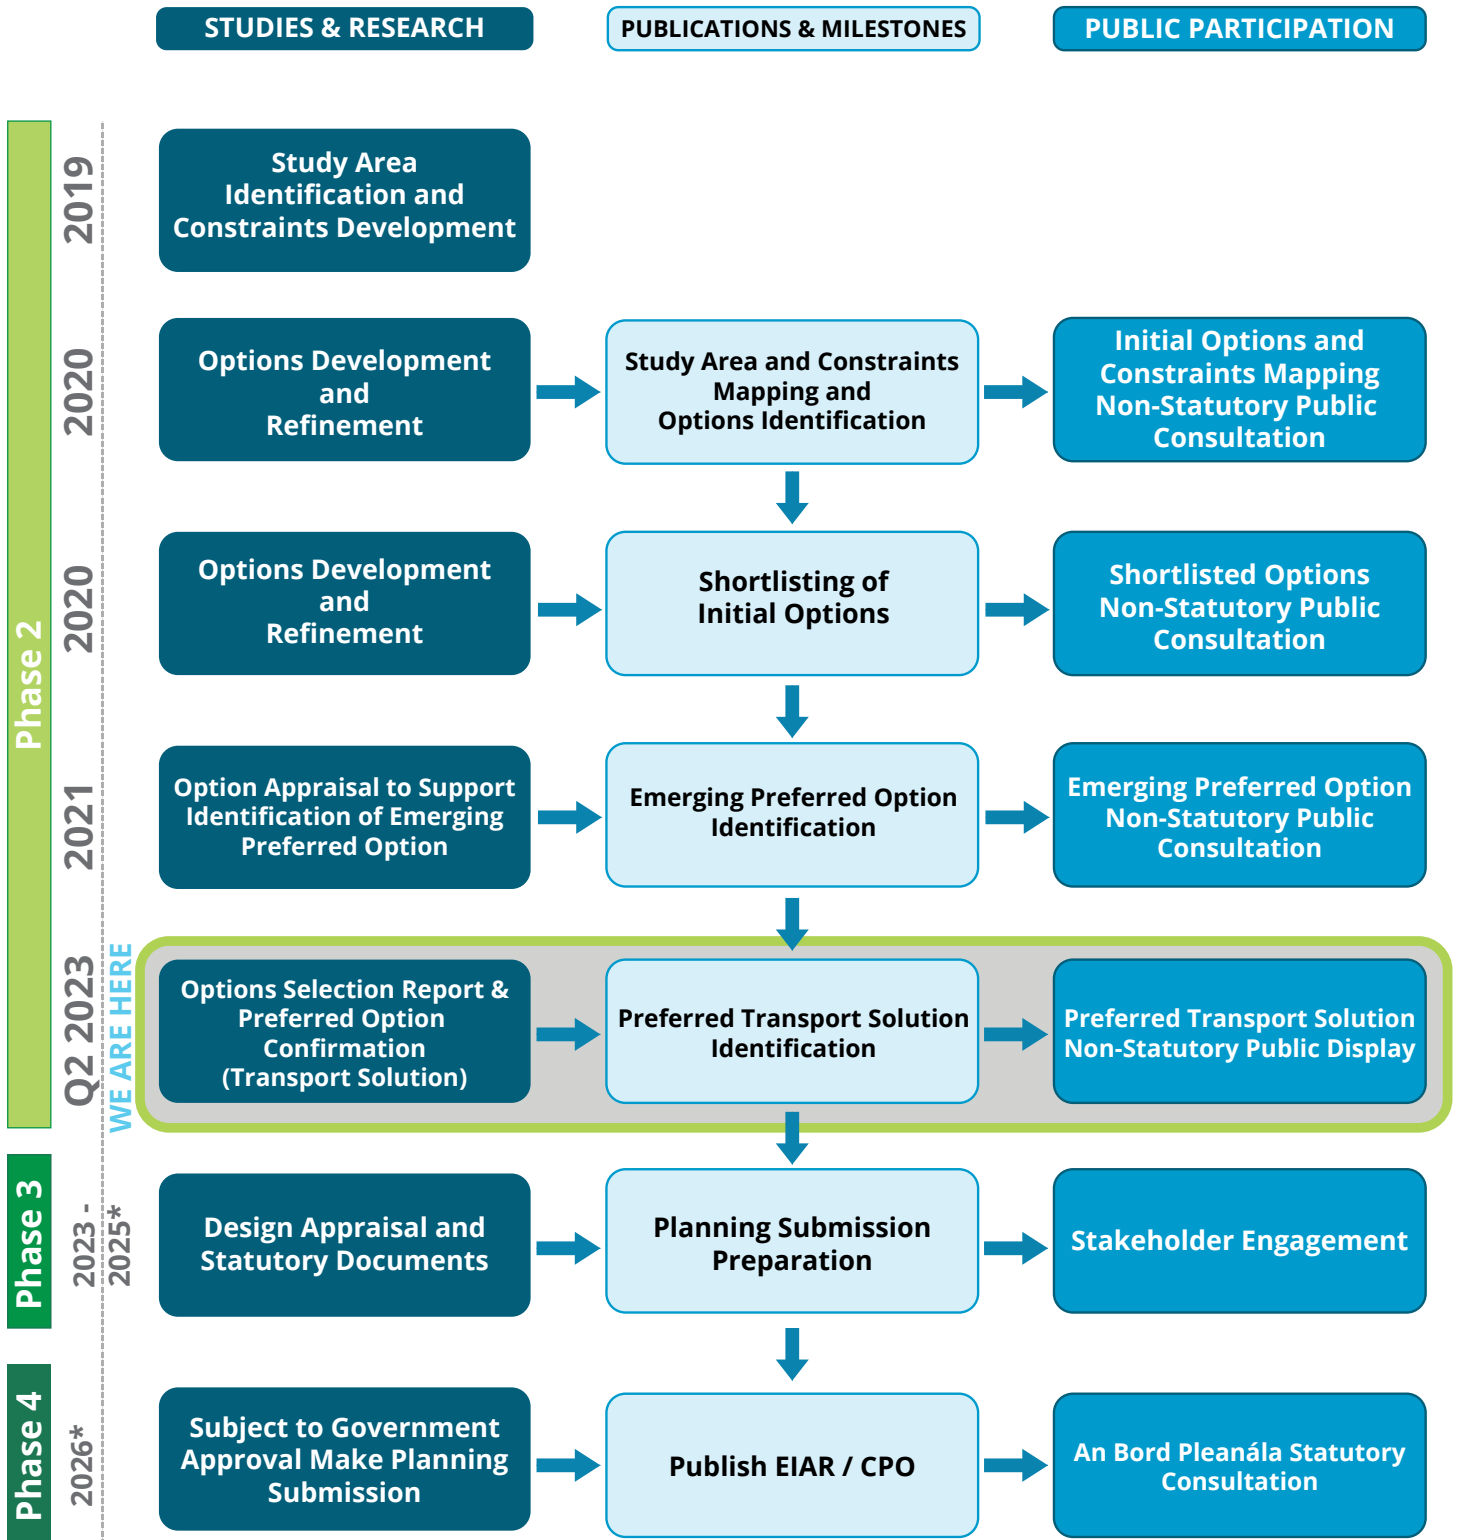 STUDIES & RESEARCH
PUBLICATIONS & MILESTONES
PUBLIC PARTICIPATION
Phase 2
2019
Study Area
Identification and
Constraints Development
2020
Options Development
and
Refinement
Study Area and Constraints
Mapping and
Options Identification
Initial Options and
Constraints Mapping
Non-Statutory Public
Consultation
2020
Options Development
and
Refinement
Shortlisting of
Initial Options
Shortlisted Options
Non-Statutory Public
Consultation
2021
Option Appraisal to Support
Identification of Emerging
Preferred Option
Emerging Preferred Option
Identification
Emerging Preferred Option
Non-Statutory Public
Consultation
Q2 2023
WE ARE HERE
Options Selection Report &
Preferred Option
Confirmation
(Transport Solution)
Preferred Transport Solution
Identification
Preferred Transport Solution
Non-Statutory Public Display
Phase 3
2023 -
2025*
Design Appraisal and
Statutory Documents
Planning Submission
Preparation
Stakeholder Engagement
Phase 4
2026*
Subject to Government
Approval Make Planning
Submission
Publish EIAR / CPO
An Bord Pleanála Statutory
Consultation